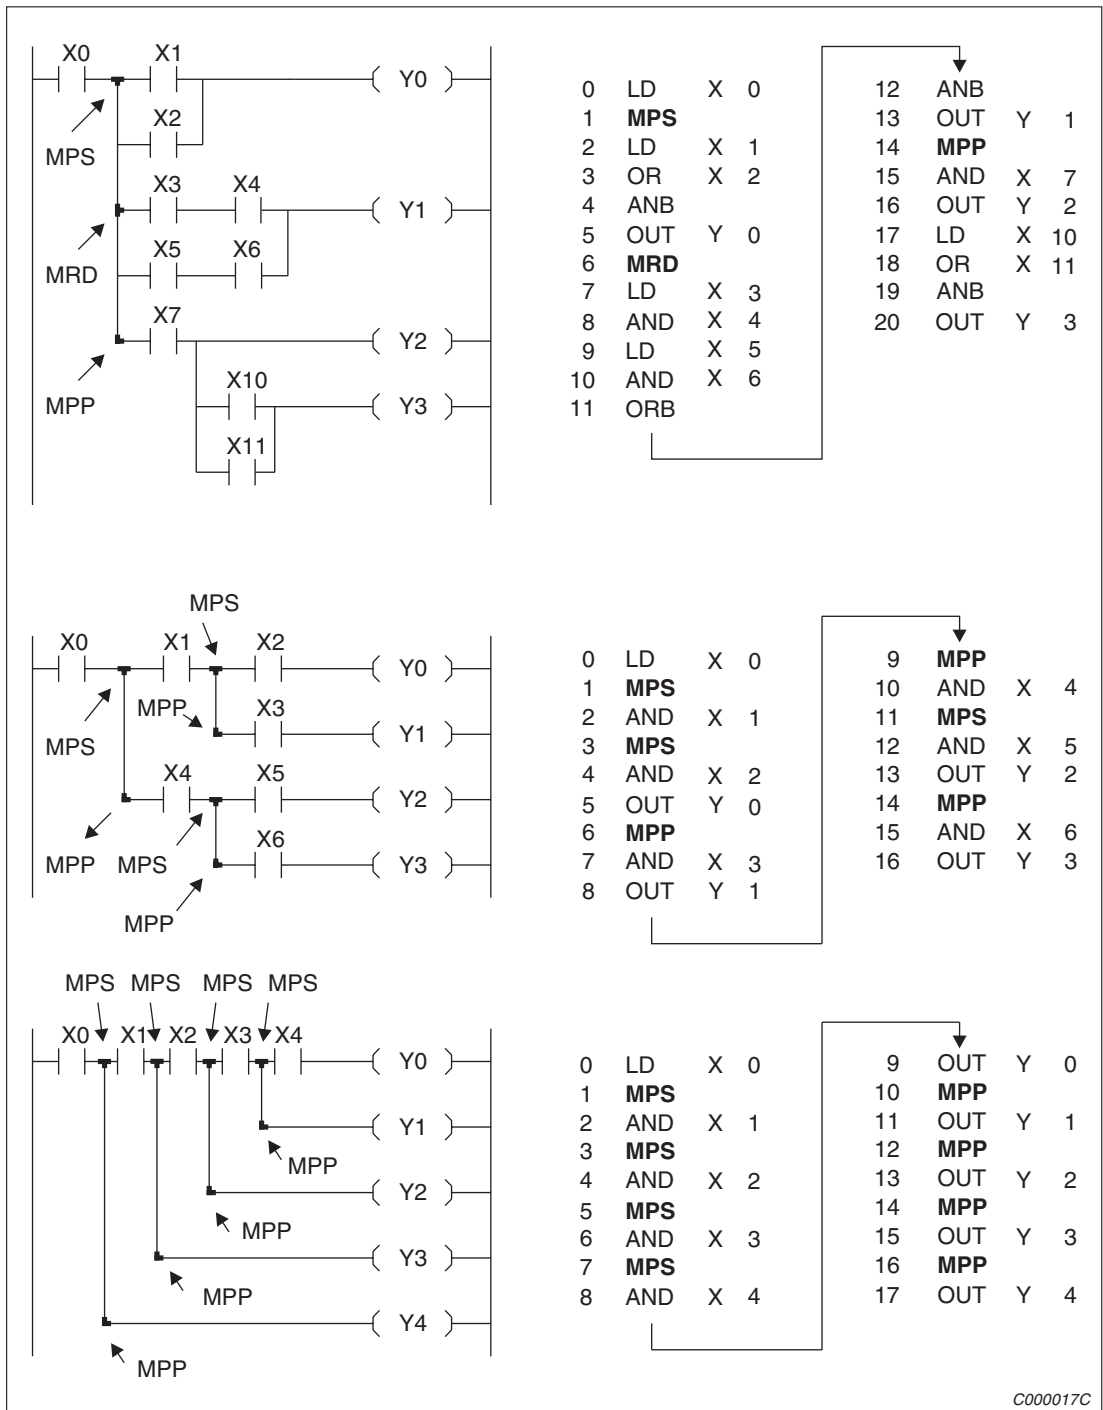 X0 X1
Y0
X2
MPS
X3 X4
Y1
MRD
X5 X6
X7
Y2
MPP
X10
Y3
X11
0 LD X 0
1 MPS
2 LD X 1
3 OR X 2
4 ANB
5 OUT Y 0
6 MRD
7 LD X 3
8 AND X 4
9 LD X 5
10 AND X 6
11 ORB
12 ANB
13 OUT Y 1
14 MPP
15 AND X 7
16 OUT Y 2
17 LD X 10
18 OR X 11
19 ANB
20 OUT Y 3
MPS
X0 X1 X2
Y0
MPP X3
MPS Y1
X4 X5
Y2
MPP MPS X6
Y3
MPP
0 LD X 0
1 MPS
2 AND X 1
3 MPS
4 AND X 2
5 OUT Y 0
6 MPP
7 AND X 3
8 OUT Y 1
9 MPP
10 AND X 4
11 MPS
12 AND X 5
13 OUT Y 2
14 MPP
15 AND X 6
16 OUT Y 3
MPS MPS MPS MPS
X0 X1 X2 X3 X4
Y0
Y1
MPP
Y2
MPP
Y3
MPP
Y4
MPP
0 LD X 0
1 MPS
2 AND X 1
3 MPS
4 AND X 2
5 MPS
6 AND X 3
7 MPS
8 AND X 4
9 OUT Y 0
10 MPP
11 OUT Y 1
12 MPP
13 OUT Y 2
14 MPP
15 OUT Y 3
16 MPP
17 OUT Y 4
C000017C